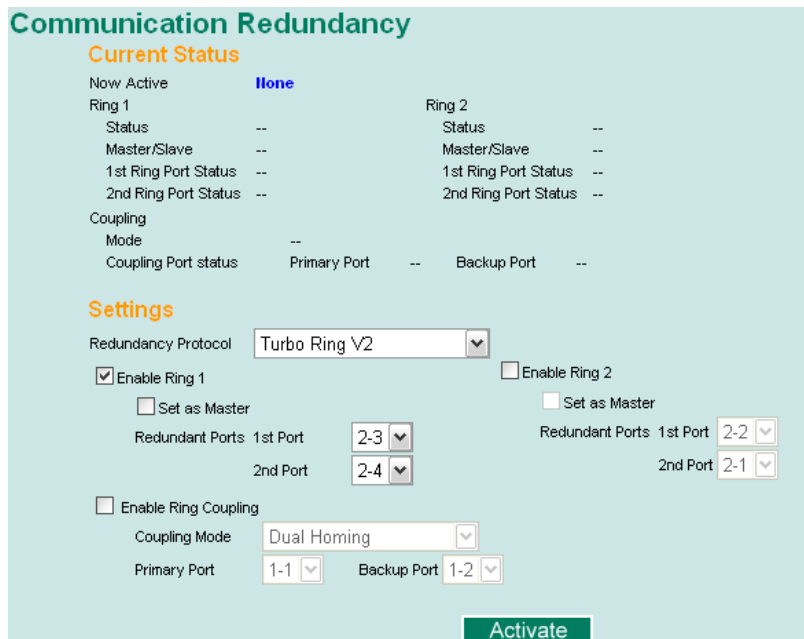 Communication Redundancy
Current Status
Now Active None
Ring 1 Ring 2
Status -- Status --
Master/Slave -- Master/Slave --
1st Ring Port Status -- 1st Ring Port Status --
2nd Ring Port Status -- 2nd Ring Port Status --
Coupling
Mode --
Coupling Port status Primary Port -- Backup Port --
Settings
Redundancy Protocol Turbo Ring V2
Enable Ring 1 Enable Ring 2
Set as Master Set as Master
Redundant Ports 1st Port 2-3 Redundant Ports 1st Port 2-2
2nd Port 2-4 2nd Port 2-1
Enable Ring Coupling
Coupling Mode Dual Homing
Primary Port 1-1 Backup Port 1-2
Activate